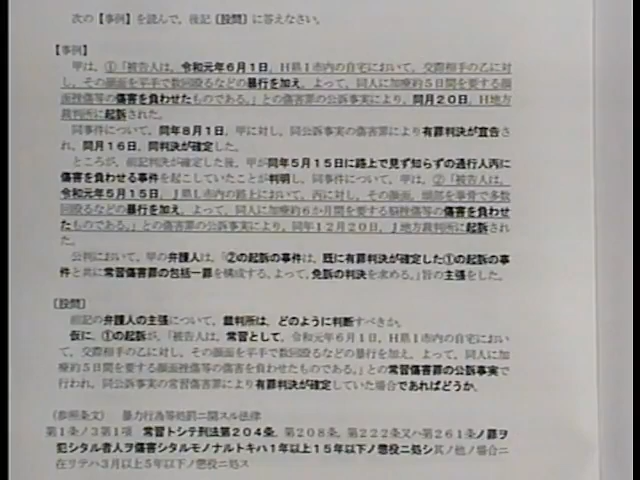 次の【事例】を読んで、後記〔設問〕に答えなさい。
【事例】
甲は、①「被告人は、令和元年6月1日、H県I市内の自宅において、交際相手の乙に対
し、その顔面を平手で数回殴るなどの暴行を加え、よって、同人に加療約5日間を要する顔
面挫傷等の傷害を負わせたものである。」との傷害罪の公訴事実により、同月20日、H地方
裁判所に起訴された。
同事件について、同年8月1日、甲に対し、同公訴事実の傷害罪により有罪判決が宣告さ
れ、同月16日、同判決が確定した。
ところが、前記判決が確定した後、甲が同年5月15日に路上で見ず知らずの通行人丙に
傷害を負わせる事件を起こしていたことが判明し、同事件について、甲は、②「被告人は、
令和元年5月15日、J県L市内の路上において、丙に対し、その顔面、頭部を拳骨で多数
回殴るなどの暴行を加え、よって、同人に加療約6か月間を要する脳挫傷等の傷害を負わせ
たものである。」との傷害罪の公訴事実により、同年12月20日、J地方裁判所に起訴され
た。
公判において、甲の弁護人は、「②の起訴の事件は、既に有罪判決が確定した①の起訴の事
件と共に常習傷害罪の包括一罪を構成する。よって、免訴の判決を求める。」旨の主張をした。
〔設問〕
前記の弁護人の主張について、裁判所は、どのように判断すべきか。
仮に、①の起訴が、「被告人は、常習として、令和元年6月1日、H県I市内の自宅におい
て、交際相手の乙に対し、その顔面を平手で数回殴るなどの暴行を加え、よって、同人に加
療約5日間を要する顔面挫傷等の傷害を負わせたものである。」との常習傷害罪の公訴事実で
行われ、同公訴事実の常習傷害罪により有罪判決が確定していた場合であればどうか。
(参照条文) 暴力行為等処罰ニ関スル法律
第1条ノ3第1項 常習トシテ刑法第204条、第208条、第222条又ハ第261条ノ罪ヲ
犯シタル者人ヲ傷害シタルモノナルトキハ1年以上15年以下ノ懲役ニ処シ其ノ他ノ場合ニ
在リテハ3月以上5年以下ノ懲役ニ処ス